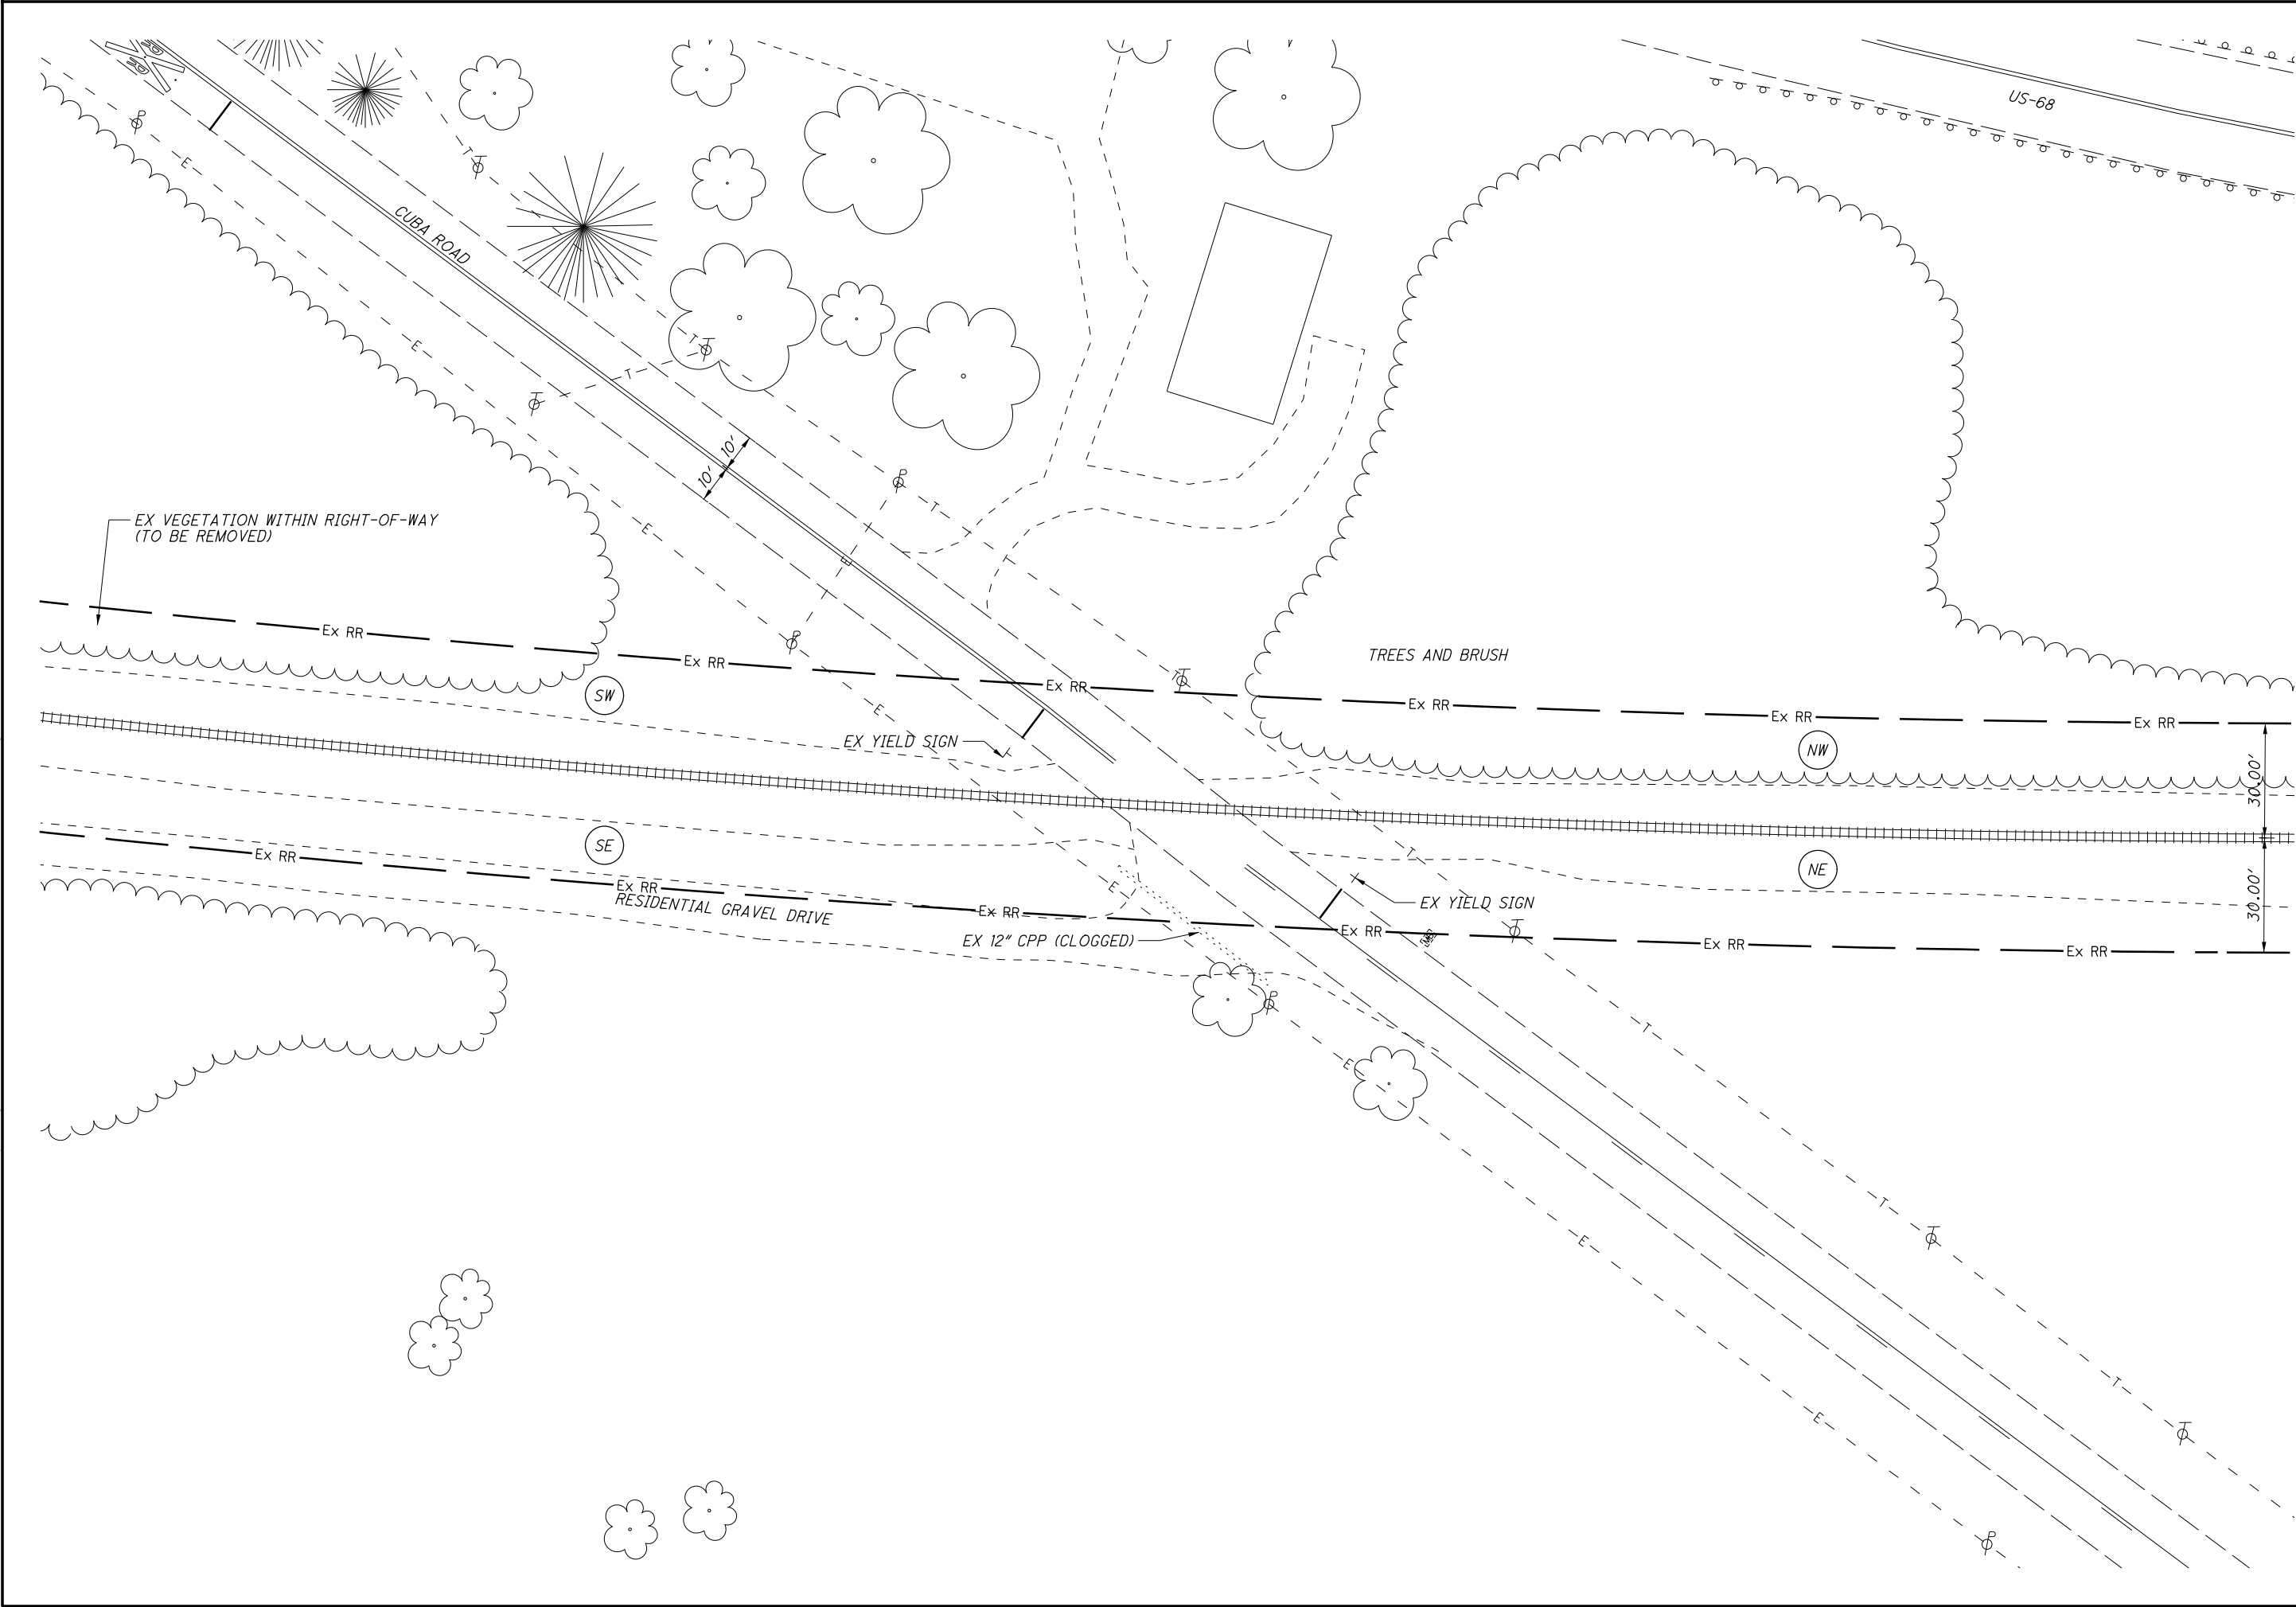 R
X
R
US-68
P
E
T
T
CUBA ROAD
T
E
T
T
T
10'
10'
P
T
EX VEGETATION WITHIN RIGHT-OF-WAY
(TO BE REMOVED)
E
E
Ex RR
P
Ex RR
TREES AND BRUSH
T
T
Ex RR
Ex RR
Ex RR
Ex RR
SW
E
EX YIELD SIGN
NW
30.00'
SE
Ex RR
T
NE
Ex RR
RESIDENTIAL GRAVEL DRIVE
E
Ex RR
EX YIELD SIGN
30.00'
EX 12" CPP (CLOGGED)
Ex RR
T
Ex RR
Ex RR
P
T
E
T
T
E
T
E
T
P